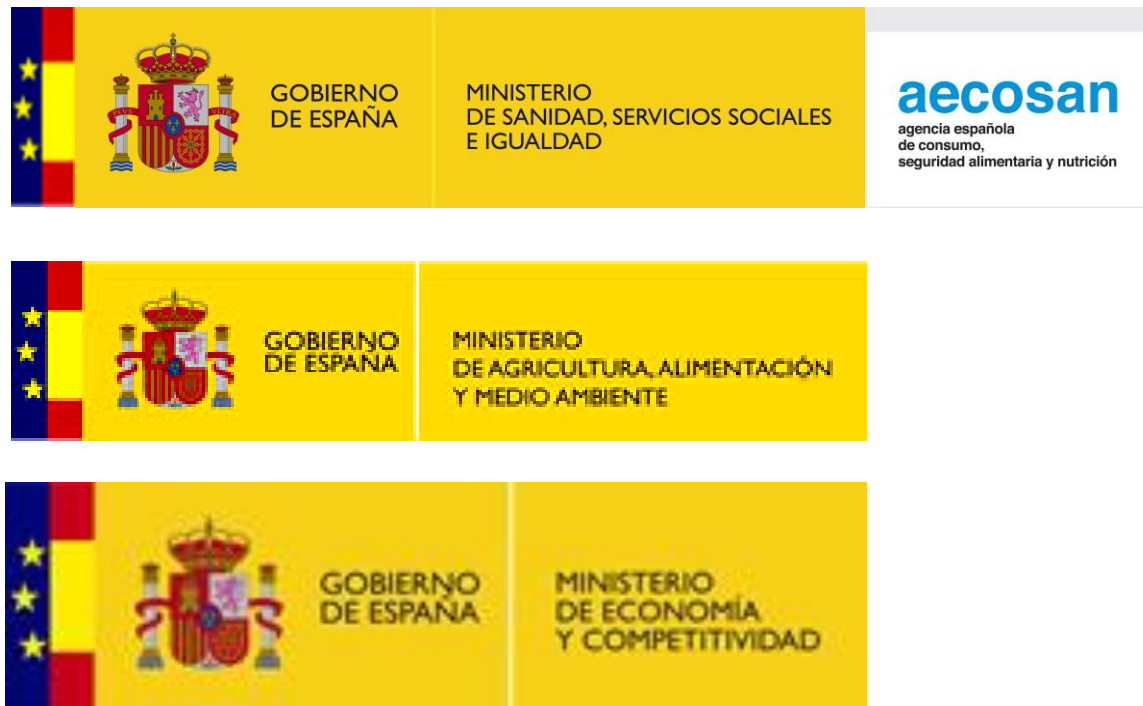 GOBIERNO
DE ESPAÑA
MINISTERIO
DE SANIDAD, SERVICIOS SOCIALES
E IGUALDAD
aecosan
agencia española
de consumo,
seguridad alimentaria y nutrición
GOBIERNO
DE ESPAÑA
MINISTERIO
DE AGRICULTURA, ALIMENTACIÓN
Y MEDIO AMBIENTE
GOBIERNO
DE ESPAÑA
MINISTERIO
DE ECONOMÍA
Y COMPETITIVIDAD